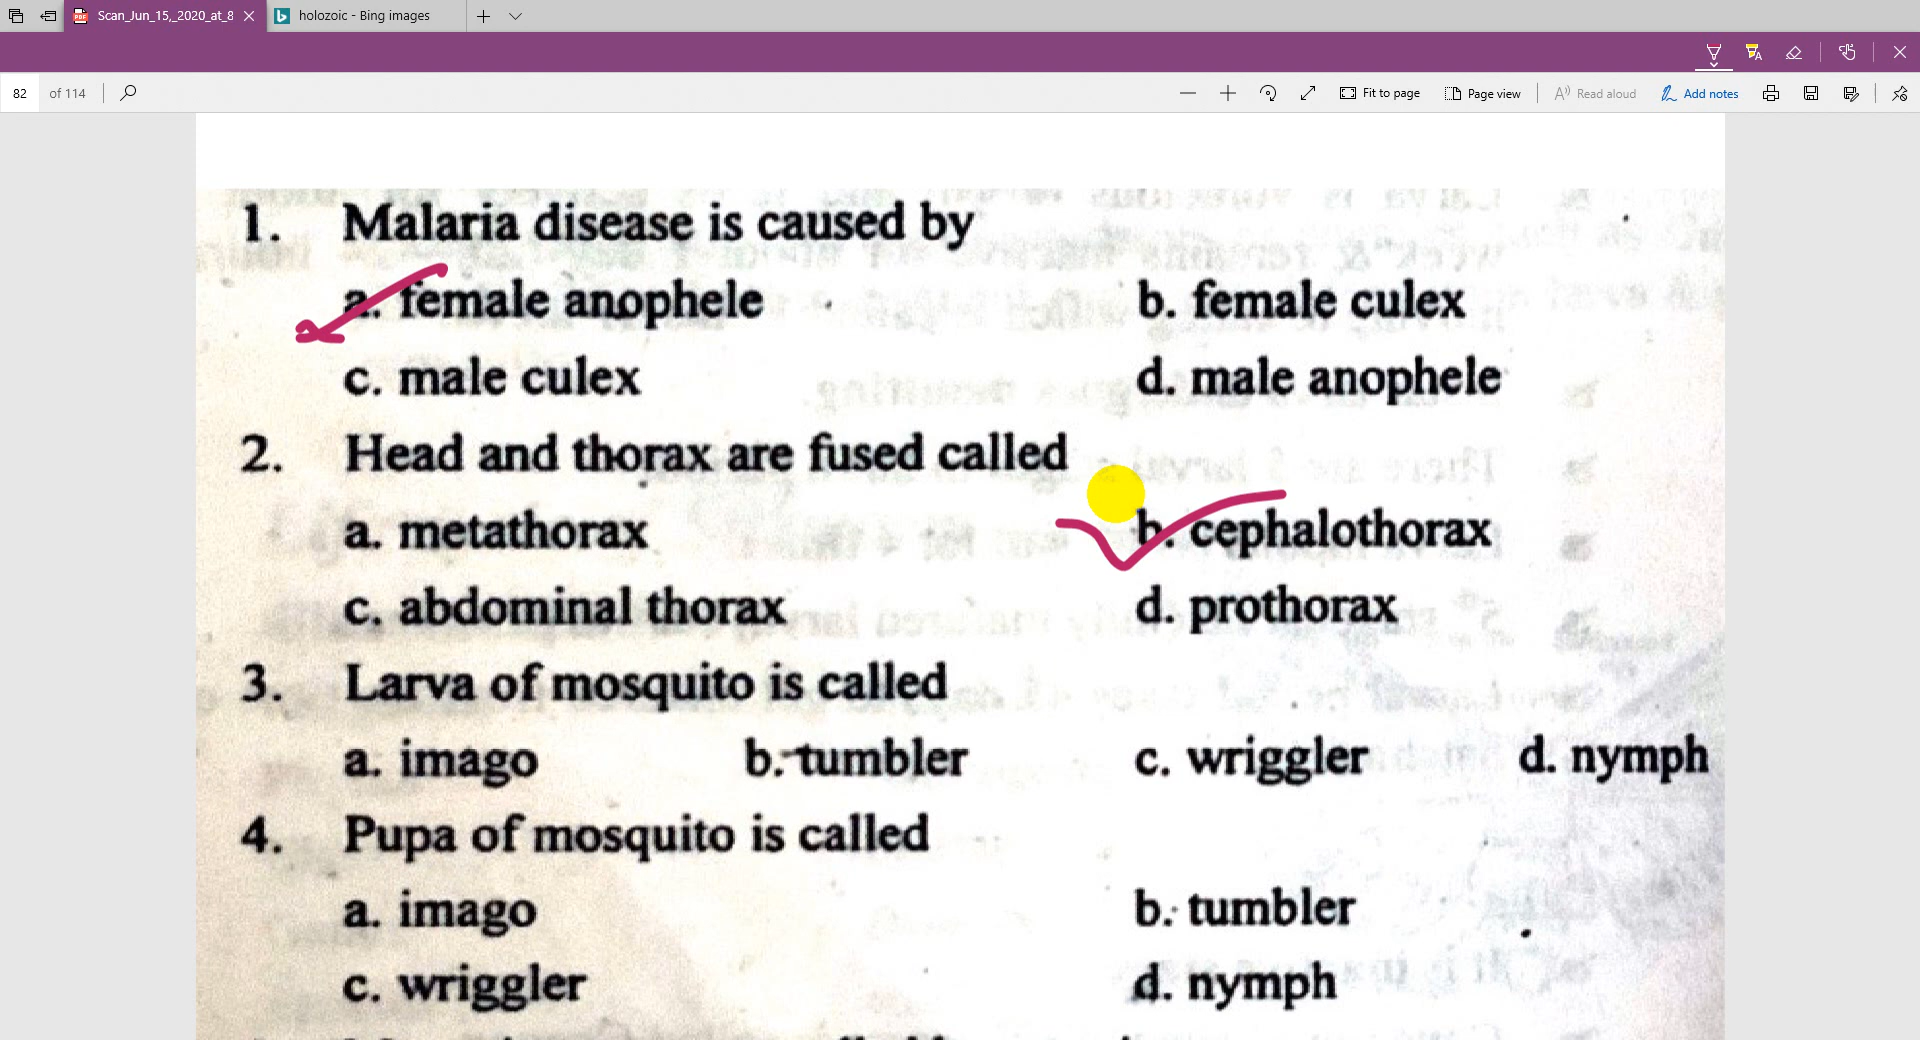 Scan_Jun_15,_2020_at_8
holozoic - Bing images
82 of 114
Fit to page
Page view
Read aloud
Add notes
1. Malaria disease is caused by
a. female anophele b. female culex
c. male culex d. male anophele
2. Head and thorax are fused called
a. metathorax b. cephalothorax
c. abdominal thorax d. prothorax
3. Larva of mosquito is called
a. imago b. tumbler c. wriggler d. nymph
4. Pupa of mosquito is called
a. imago b. tumbler
c. wriggler d. nymph